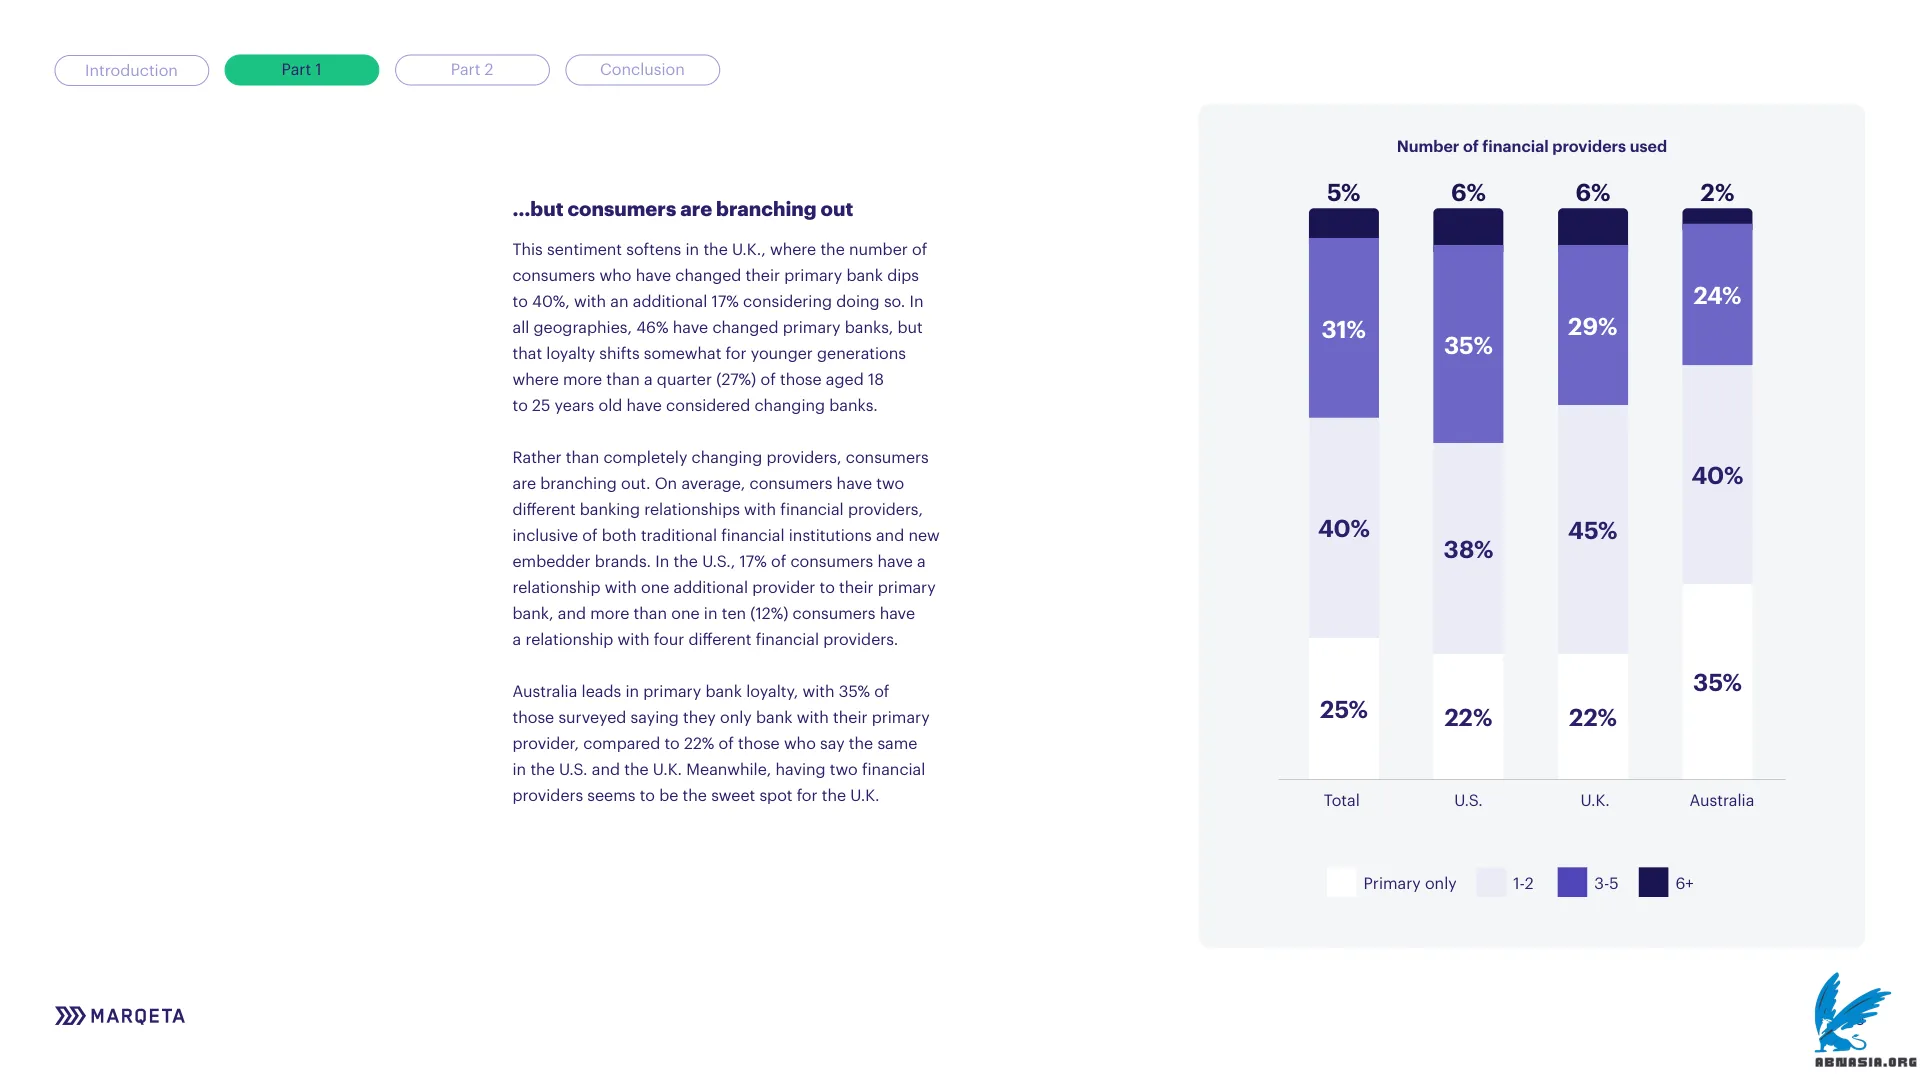 Introduction
Part 1
Part 2
Conclusion
...but consumers are branching out
This sentiment softens in the U.K., where the number of
consumers who have changed their primary bank dips
to 40%, with an additional 17% considering doing so. In
all geographies, 46% have changed primary banks, but
that loyalty shifts somewhat for younger generations
where more than a quarter (27%) of those aged 18
to 25 years old have considered changing banks.
Rather than completely changing providers, consumers
are branching out. On average, consumers have two
different banking relationships with financial providers,
inclusive of both traditional financial institutions and new
embedder brands. In the U.S., 17% of consumers have a
relationship with one additional provider to their primary
bank, and more than one in ten (12%) consumers have
a relationship with four different financial providers.
Australia leads in primary bank loyalty, with 35% of
those surveyed saying they only bank with their primary
provider, compared to 22% of those who say the same
in the U.S. and the U.K. Meanwhile, having two financial
providers seems to be the sweet spot for the U.K.
Number of financial providers used
5% 6% 6% 2%
31% 35% 29% 24%
40% 38% 45% 40%
25% 22% 22% 35%
Total U.S. U.K. Australia
Primary only 1-2 3-5 6+
MARQETA
ABNASIA.ORG